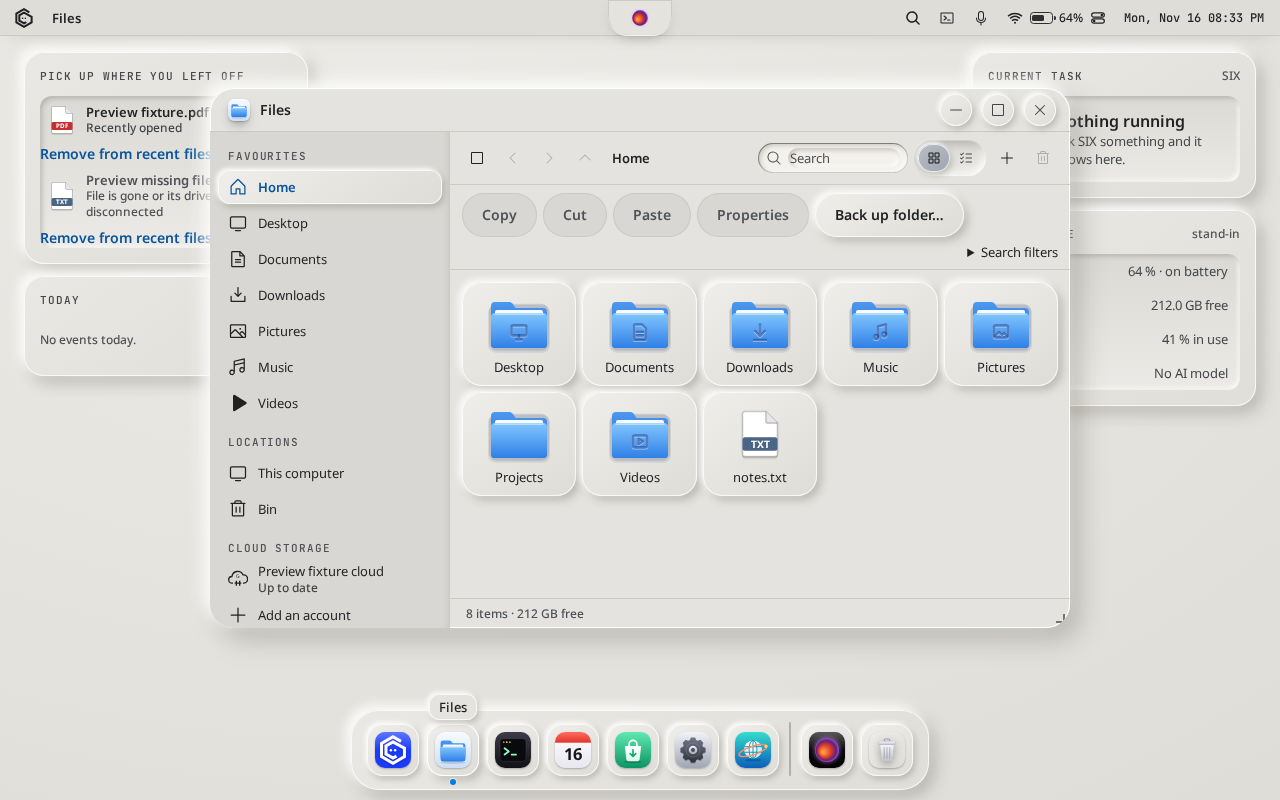 Files
64%
Mon, Nov 16 08:33 PM
PICK UP WHERE YOU LEFT OFF
Preview fixture.pdf
Recently opened
Remove from recent files
Preview missing file
File is gone or its drive
disconnected
Remove from recent files
TODAY
No events today.
CURRENT TASK
SIX
othing running
k SIX something and it
ows here.
stand-in
64 % · on battery
212.0 GB free
41 % in use
No AI model
Files
FAVOURITES
Home
Desktop
Documents
Downloads
Pictures
Music
Videos
LOCATIONS
This computer
Bin
CLOUD STORAGE
Preview fixture cloud
Up to date
Add an account
Home
Search
Copy
Cut
Paste
Properties
Back up folder...
Search filters
Desktop
Documents
Downloads
Music
Pictures
Projects
Videos
TXT
notes.txt
8 items · 212 GB free
PDF
TXT
Files
16